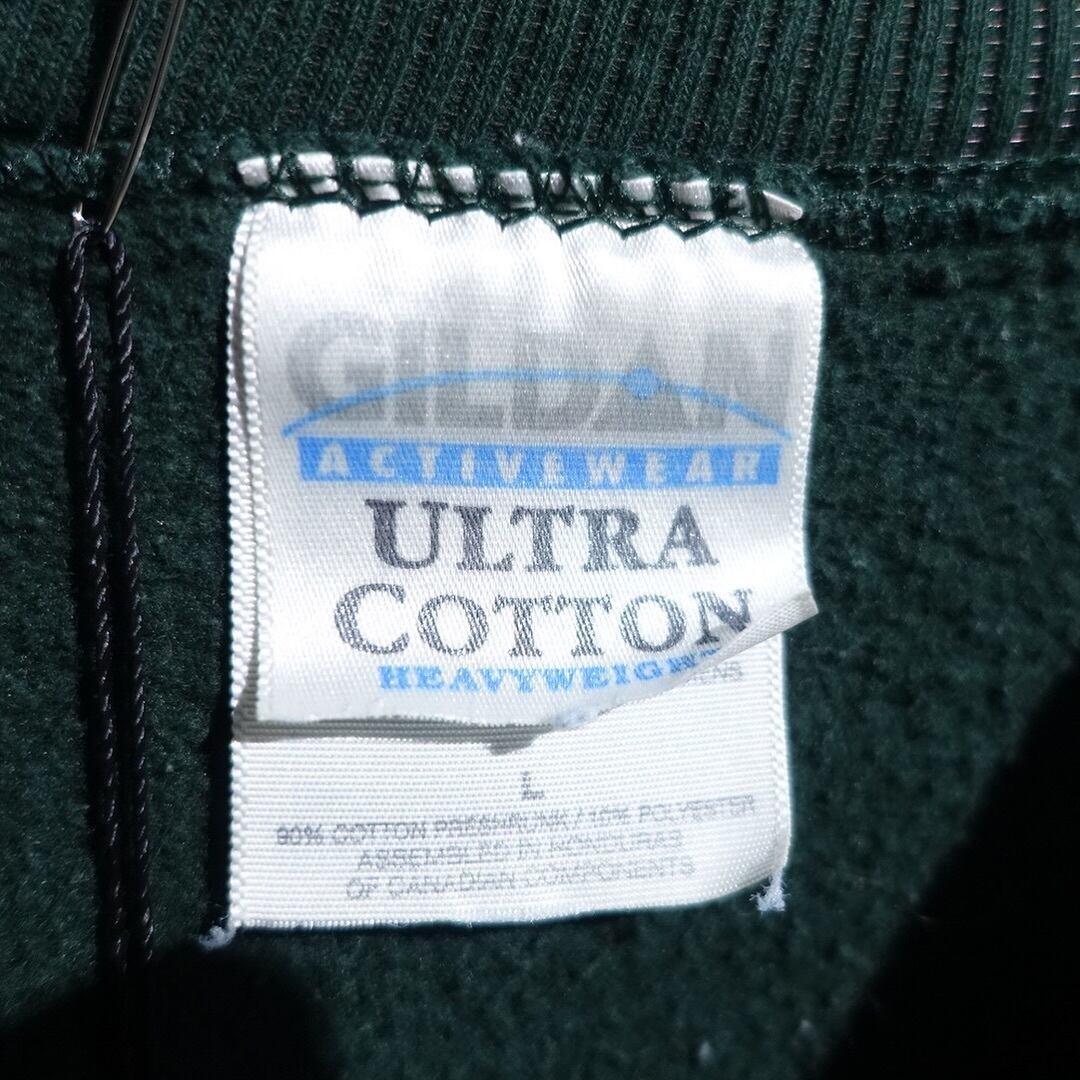 GILDAN
ACTIVEWEAR
ULTRA
COTTON
HEAVYWEIGHT
L
90% COTTON PRESHRUNK / 10% POLYESTER
ASSEMBLED IN HONDURAS
OF CANADIAN COMPONENTS